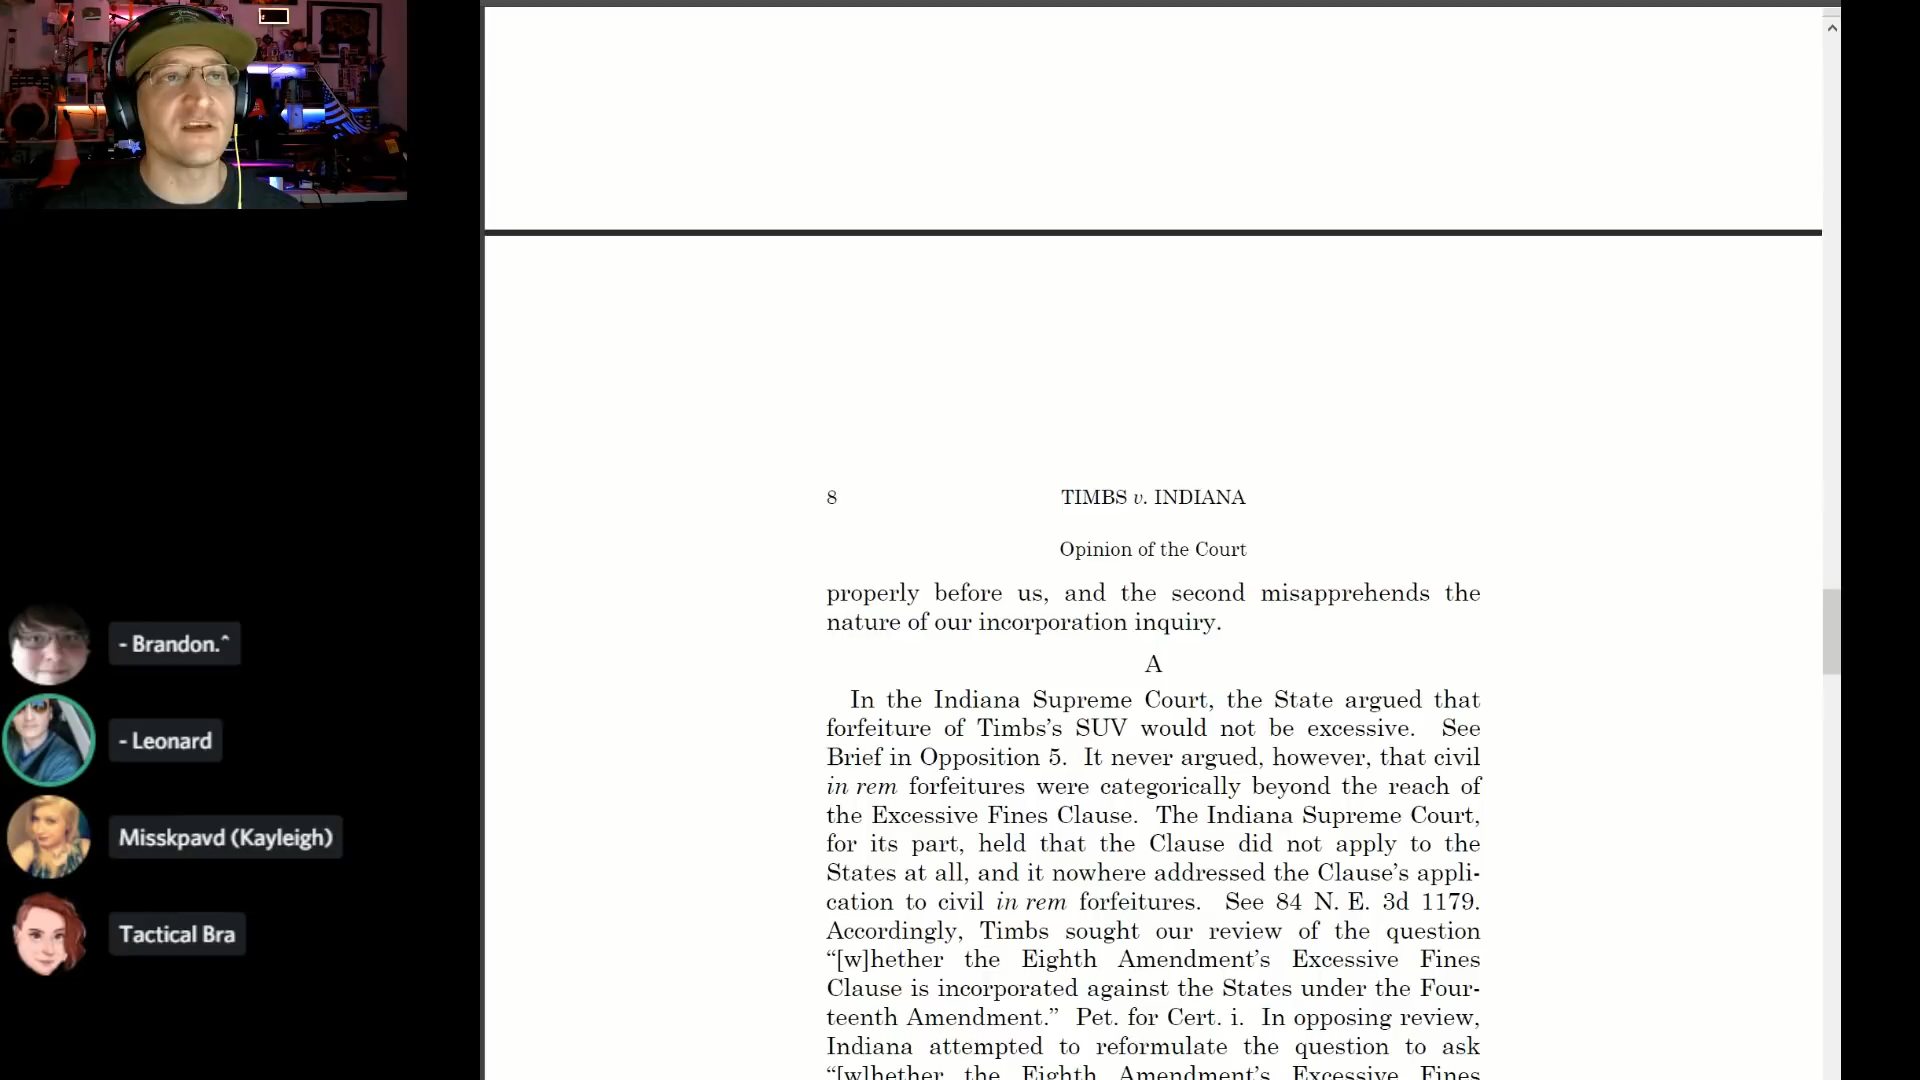 8 TIMBS v. INDIANA
Opinion of the Court
properly before us, and the second misapprehends the
nature of our incorporation inquiry.
A
In the Indiana Supreme Court, the State argued that
forfeiture of Timbs’s SUV would not be excessive. See
Brief in Opposition 5. It never argued, however, that civil
in rem forfeitures were categorically beyond the reach of
the Excessive Fines Clause. The Indiana Supreme Court,
for its part, held that the Clause did not apply to the
States at all, and it nowhere addressed the Clause’s appli-
cation to civil in rem forfeitures. See 84 N. E. 3d 1179.
Accordingly, Timbs sought our review of the question
“[w]hether the Eighth Amendment’s Excessive Fines
Clause is incorporated against the States under the Four-
teenth Amendment.” Pet. for Cert. i. In opposing review,
Indiana attempted to reformulate the question to ask
“[w]hether the Eighth Amendment’s Excessive Fines
- Brandon.^
- Leonard
Misskpavd (Kayleigh)
Tactical Bra